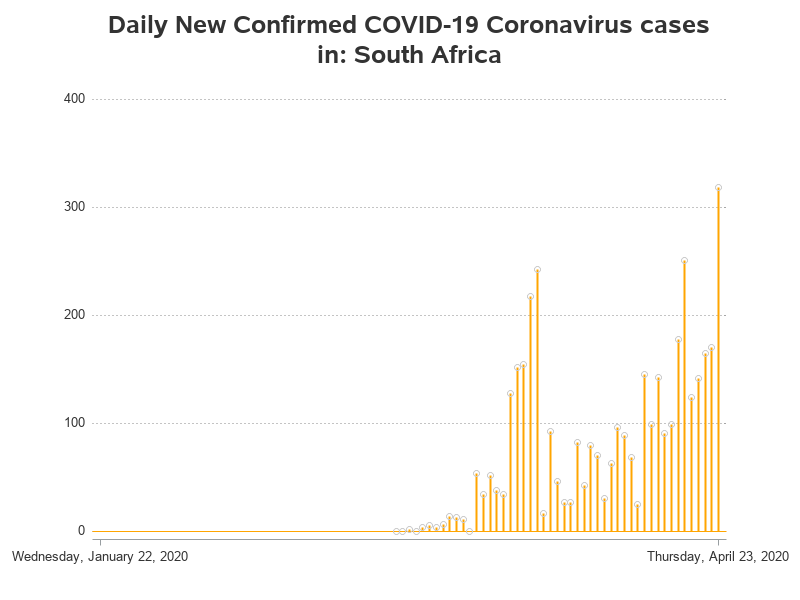 Daily New Confirmed COVID-19 Coronavirus cases
in: South Africa
400
300
200
100
0
Wednesday, January 22, 2020
Thursday, April 23, 2020